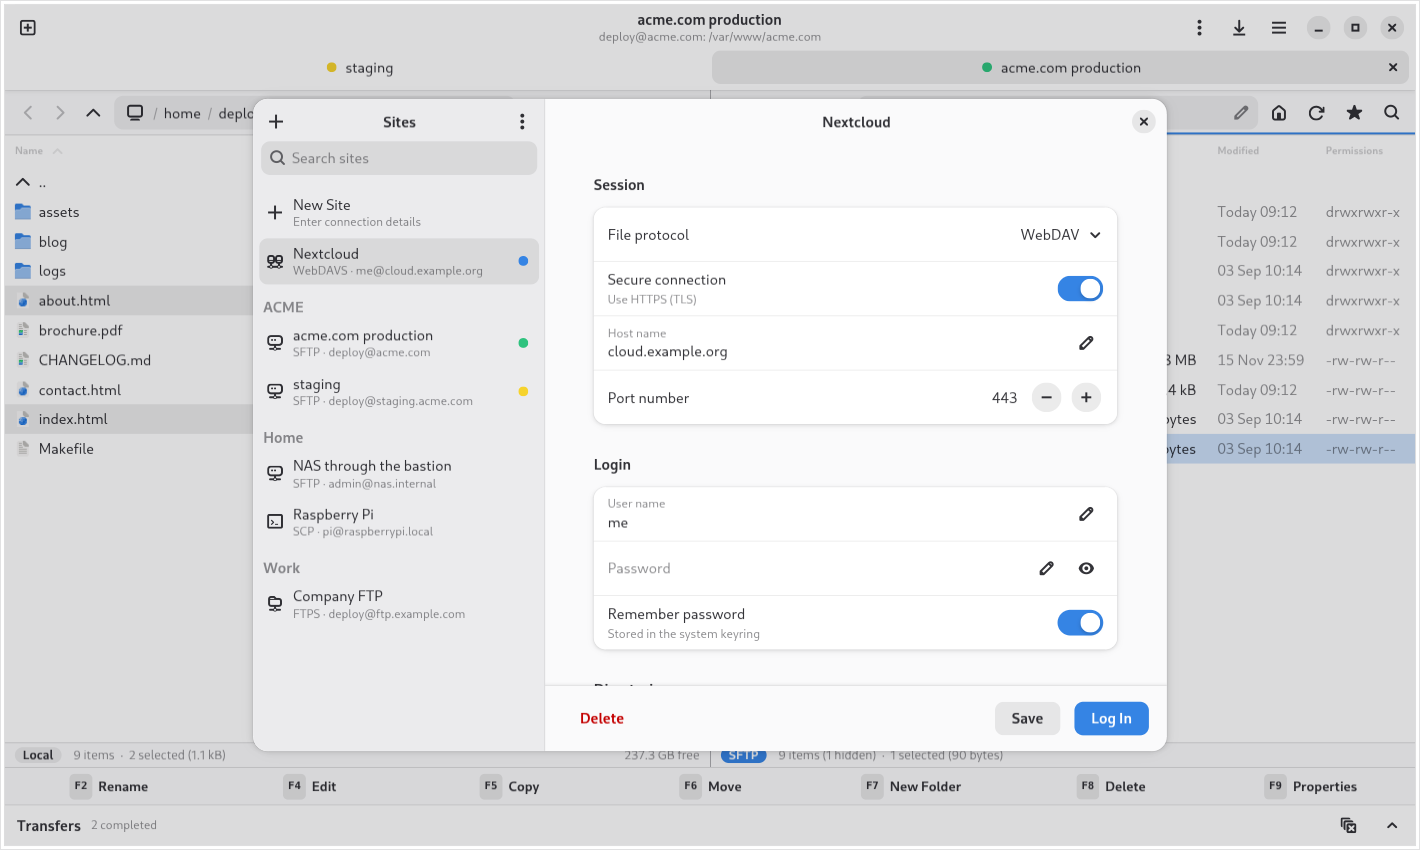 acme.com production
deploy@acme.com: /var/www/acme.com
staging
acme.com production
/ home / deplo
Name
..
assets
blog
logs
about.html
brochure.pdf
CHANGELOG.md
contact.html
index.html
Makefile
Sites
Search sites
New Site
Enter connection details
Nextcloud
WebDAVS · me@cloud.example.org
ACME
acme.com production
SFTP · deploy@acme.com
staging
SFTP · deploy@staging.acme.com
Home
NAS through the bastion
SFTP · admin@nas.internal
Raspberry Pi
SCP · pi@raspberrypi.local
Work
Company FTP
FTPS · deploy@ftp.example.com
Nextcloud
Session
File protocol WebDAV
Secure connection
Use HTTPS (TLS)
Host name
cloud.example.org
Port number 443
Login
User name
me
Password
Remember password
Stored in the system keyring
Delete Save Log In
Modified Permissions
Today 09:12 drwxrwxr-x
Today 09:12 drwxrwxr-x
03 Sep 10:14 drwxrwxr-x
03 Sep 10:14 drwxrwxr-x
Today 09:12 drwxrwxr-x
MB 15 Nov 23:59 -rw-rw-r--
4 kB Today 09:12 -rw-rw-r--
bytes 03 Sep 10:14 -rw-rw-r--
bytes 03 Sep 10:14 -rw-rw-r--
Local 9 items · 2 selected (1.1 kB) 237.3 GB free
SFTP 9 items (1 hidden) · 1 selected (90 bytes)
F2 Rename F4 Edit F5 Copy F6 Move F7 New Folder F8 Delete F9 Properties
Transfers 2 completed